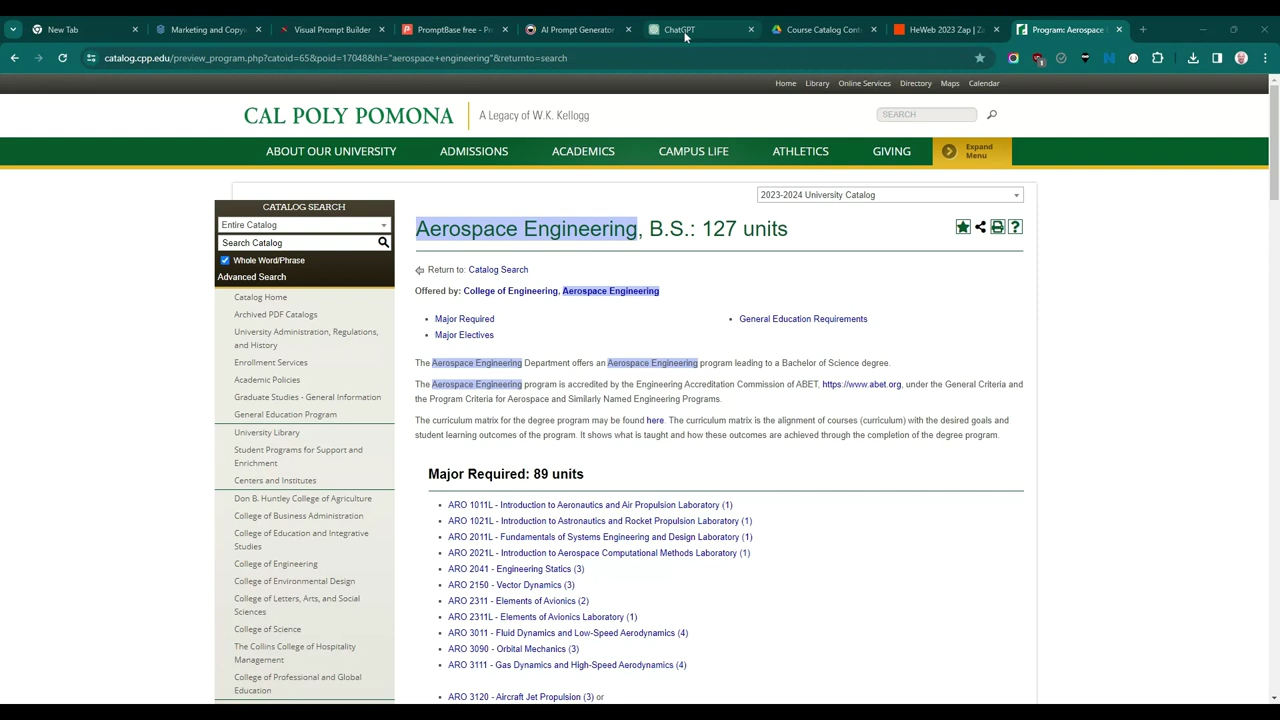 New Tab
Marketing and Copyw
Visual Prompt Builder
PromptBase free - Pr
AI Prompt Generator
ChatGPT
Course Catalog Cont
HeWeb 2023 Zap | Za
Program: Aerospace
catalog.cpp.edu/preview_program.php?catoid=65&poid=17048&hl="aerospace+engineering"&returnto=search
Home Library Online Services Directory Maps Calendar
CAL POLY POMONA
A Legacy of W.K. Kellogg
SEARCH
ABOUT OUR UNIVERSITY ADMISSIONS ACADEMICS CAMPUS LIFE ATHLETICS GIVING
Expand
Menu
2023-2024 University Catalog
CATALOG SEARCH
Entire Catalog
Search Catalog
Whole Word/Phrase
Advanced Search
Catalog Home
Archived PDF Catalogs
University Administration, Regulations,
and History
Enrollment Services
Academic Policies
Graduate Studies - General Information
General Education Program
University Library
Student Programs for Support and
Enrichment
Centers and Institutes
Don B. Huntley College of Agriculture
College of Business Administration
College of Education and Integrative
Studies
College of Engineering
College of Environmental Design
College of Letters, Arts, and Social
Sciences
College of Science
The Collins College of Hospitality
Management
College of Professional and Global
Education
Aerospace Engineering, B.S.: 127 units
Return to: Catalog Search
Offered by: College of Engineering, Aerospace Engineering
Major Required
General Education Requirements
Major Electives
The Aerospace Engineering Department offers an Aerospace Engineering program leading to a Bachelor of Science degree.
The Aerospace Engineering program is accredited by the Engineering Accreditation Commission of ABET, https://www.abet.org, under the General Criteria and
the Program Criteria for Aerospace and Similarly Named Engineering Programs.
The curriculum matrix for the degree program may be found here. The curriculum matrix is the alignment of courses (curriculum) with the desired goals and
student learning outcomes of the program. It shows what is taught and how these outcomes are achieved through the completion of the degree program.
Major Required: 89 units
ARO 1011L - Introduction to Aeronautics and Air Propulsion Laboratory (1)
ARO 1021L - Introduction to Astronautics and Rocket Propulsion Laboratory (1)
ARO 2011L - Fundamentals of Systems Engineering and Design Laboratory (1)
ARO 2021L - Introduction to Aerospace Computational Methods Laboratory (1)
ARO 2041 - Engineering Statics (3)
ARO 2150 - Vector Dynamics (3)
ARO 2311 - Elements of Avionics (2)
ARO 2311L - Elements of Avionics Laboratory (1)
ARO 3011 - Fluid Dynamics and Low-Speed Aerodynamics (4)
ARO 3090 - Orbital Mechanics (3)
ARO 3111 - Gas Dynamics and High-Speed Aerodynamics (4)
ARO 3120 - Aircraft Jet Propulsion (3) or